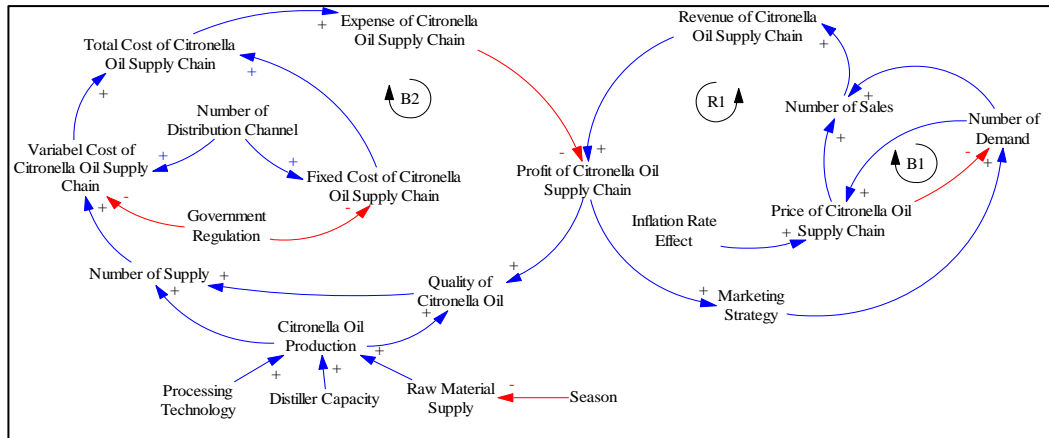 Expense of Citronella
Oil Supply Chain
+
Revenue of Citronella
Oil Supply Chain
+
Total Cost of Citronella
Oil Supply Chain
+
+
B2
R1
Number of Sales
+
+
Number of
Demand
-
+
Number of
Distribution Channel
+
+
Variabel Cost of
Citronella Oil Supply
Chain
-
+
Fixed Cost of Citronella
Oil Supply Chain
-
-
+
Profit of Citronella Oil
Supply Chain
B1
+
Price of Citronella Oil
Supply Chain
+
Government
Regulation
Inflation Rate
Effect
Number of Supply
+
+
Quality of
Citronella Oil
+
+
Marketing
Strategy
+
Citronella Oil
Production
+
+
+
Processing
Technology
Distiller Capacity
Raw Material
Supply
-
Season